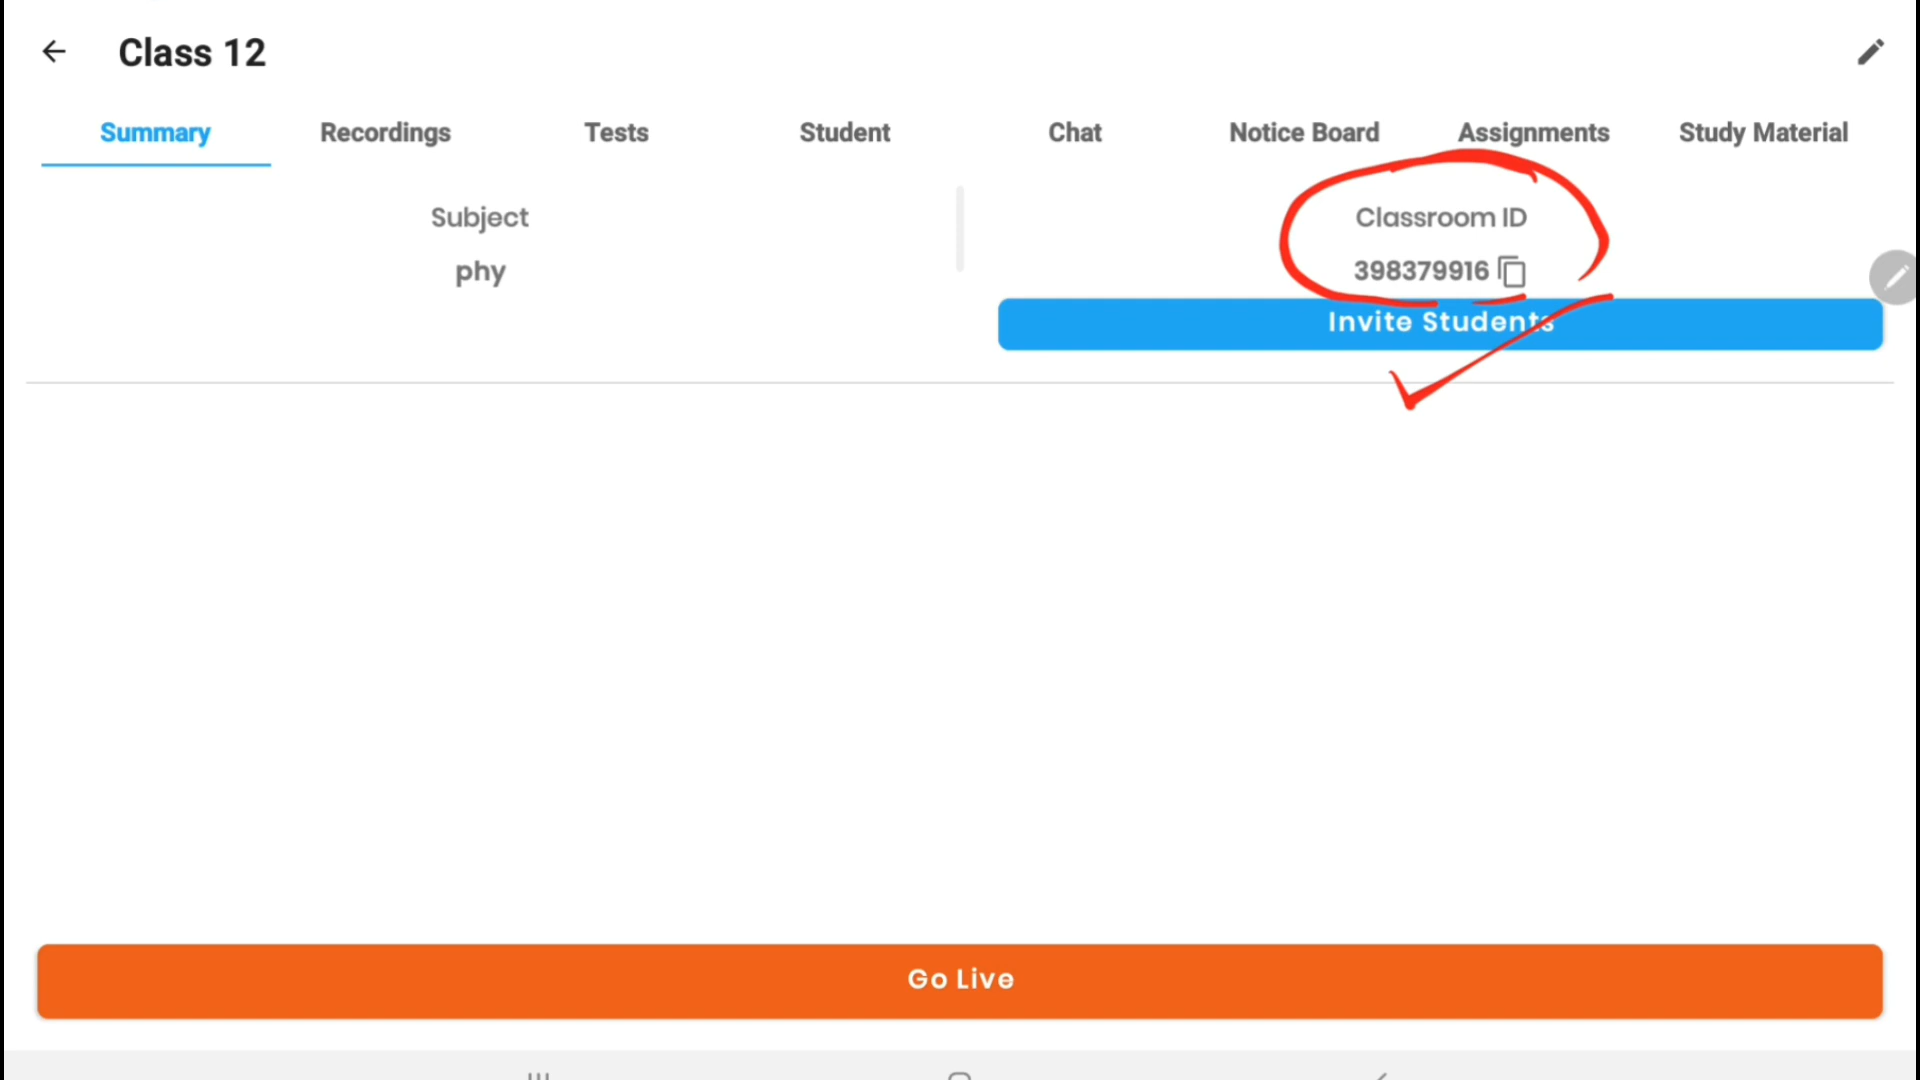 Class 12
Summary Recordings Tests Student Chat Notice Board Assignments Study Material
Subject Classroom ID
phy 398379916
Invite Students
Go Live